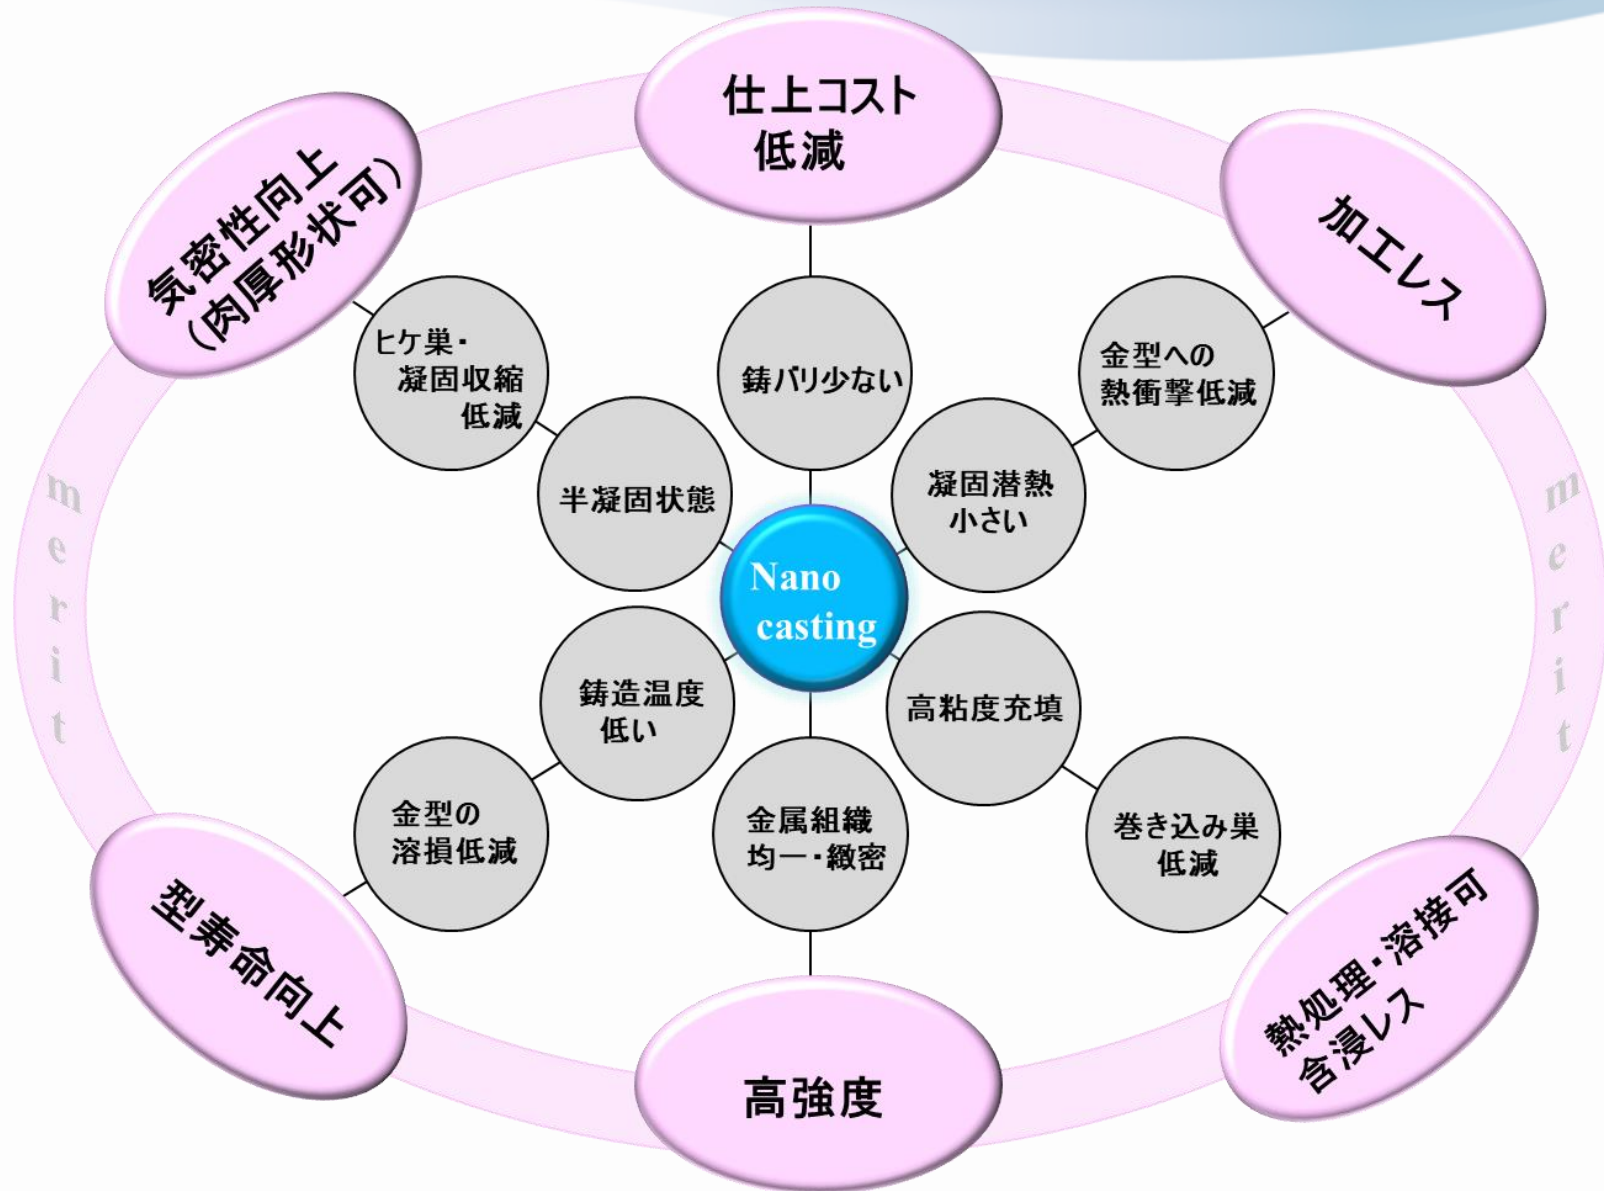 仕上コスト
低減
気密性向上
（肉厚形状可）
加工レス
ヒケ巣・
凝固収縮
低減
鋳バリ少ない
金型への
熱衝撃低減
半凝固状態
凝固潜熱
小さい
Nano
casting
merit
merit
鋳造温度
低い
高粘度充填
金型の
溶損低減
金属組織
均一・緻密
巻き込み巣
低減
型寿命向上
高強度
熱処理・溶接可
含浸レス